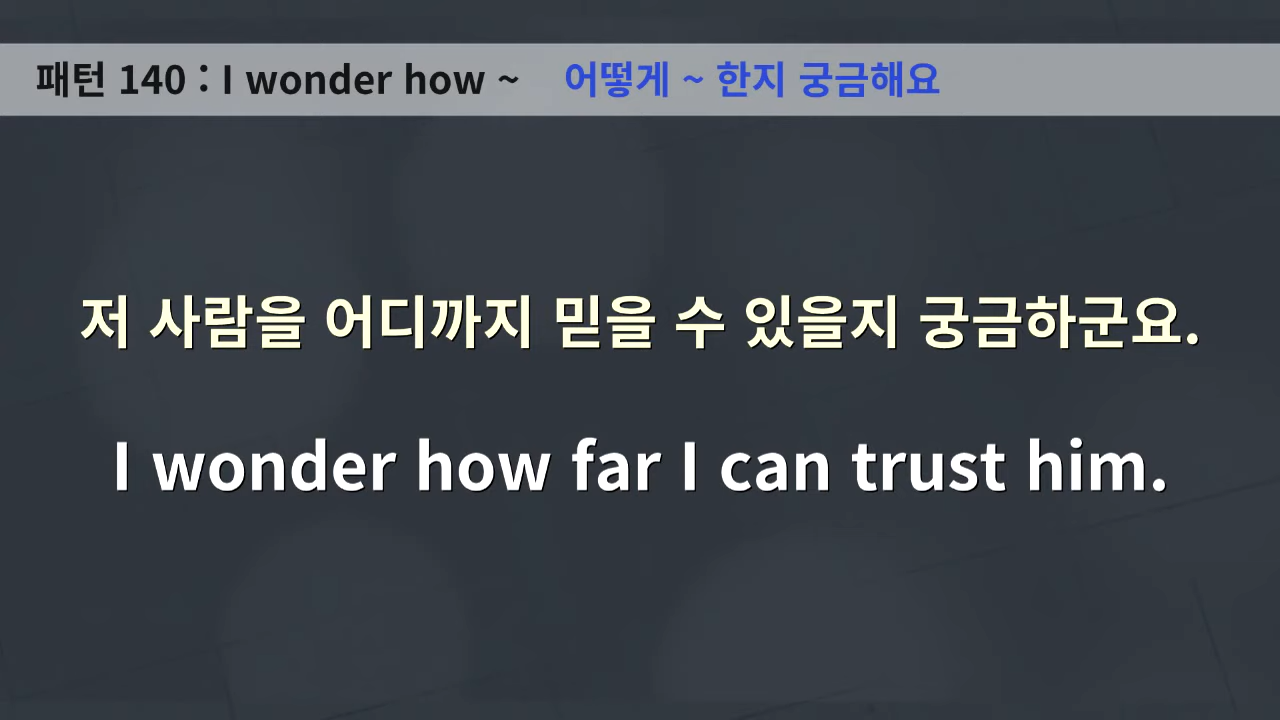 패턴 140 : I wonder how ~ 어떻게 ~ 한지 궁금해요
저 사람을 어디까지 믿을 수 있을지 궁금하군요.
I wonder how far I can trust him.